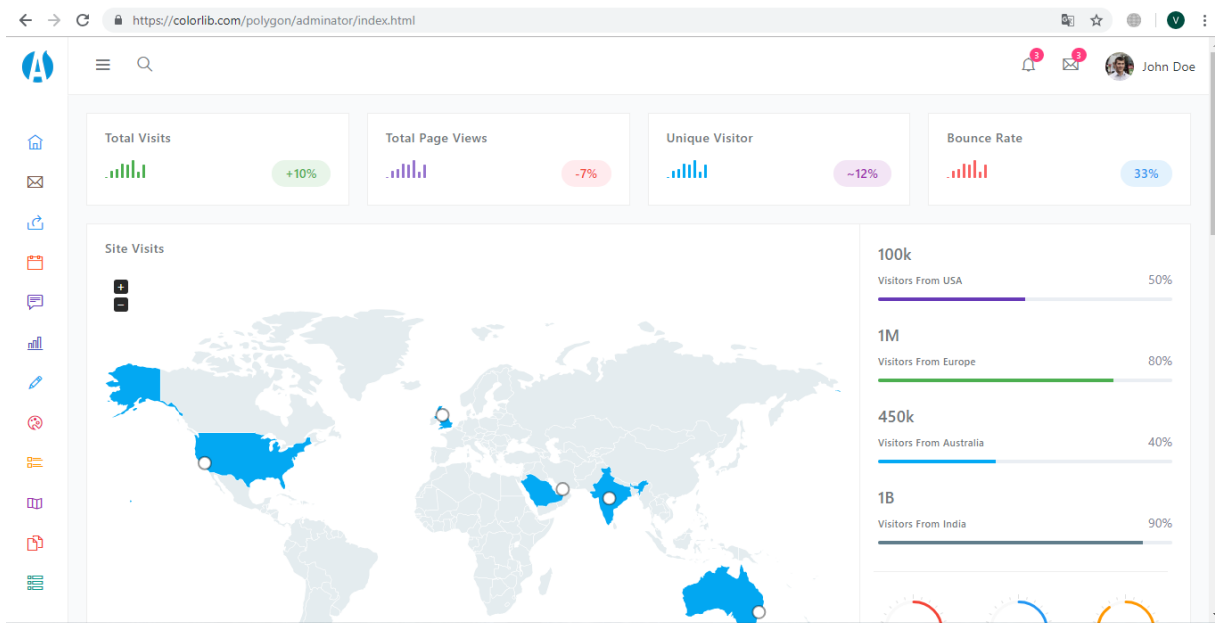 https://colorlib.com/polygon/adminator/index.html
V
3
3
John Doe
Total Visits
+10%
Total Page Views
-7%
Unique Visitor
~12%
Bounce Rate
33%
Site Visits
+
−
100k
Visitors From USA 50%
1M
Visitors From Europe 80%
450k
Visitors From Australia 40%
1B
Visitors From India 90%